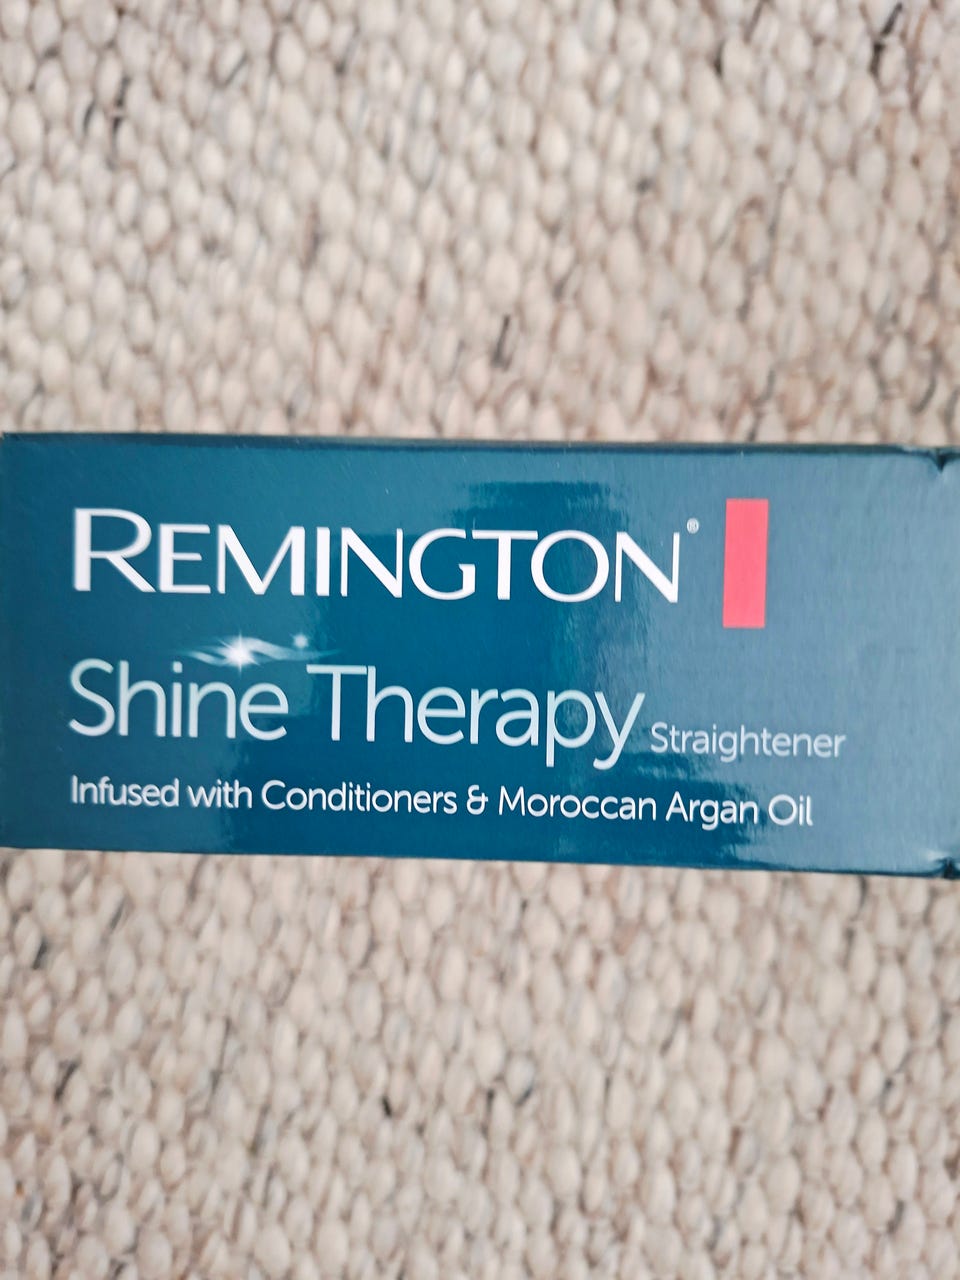 REMINGTON®
Shine Therapy Straightener
Infused with Conditioners & Moroccan Argan Oil